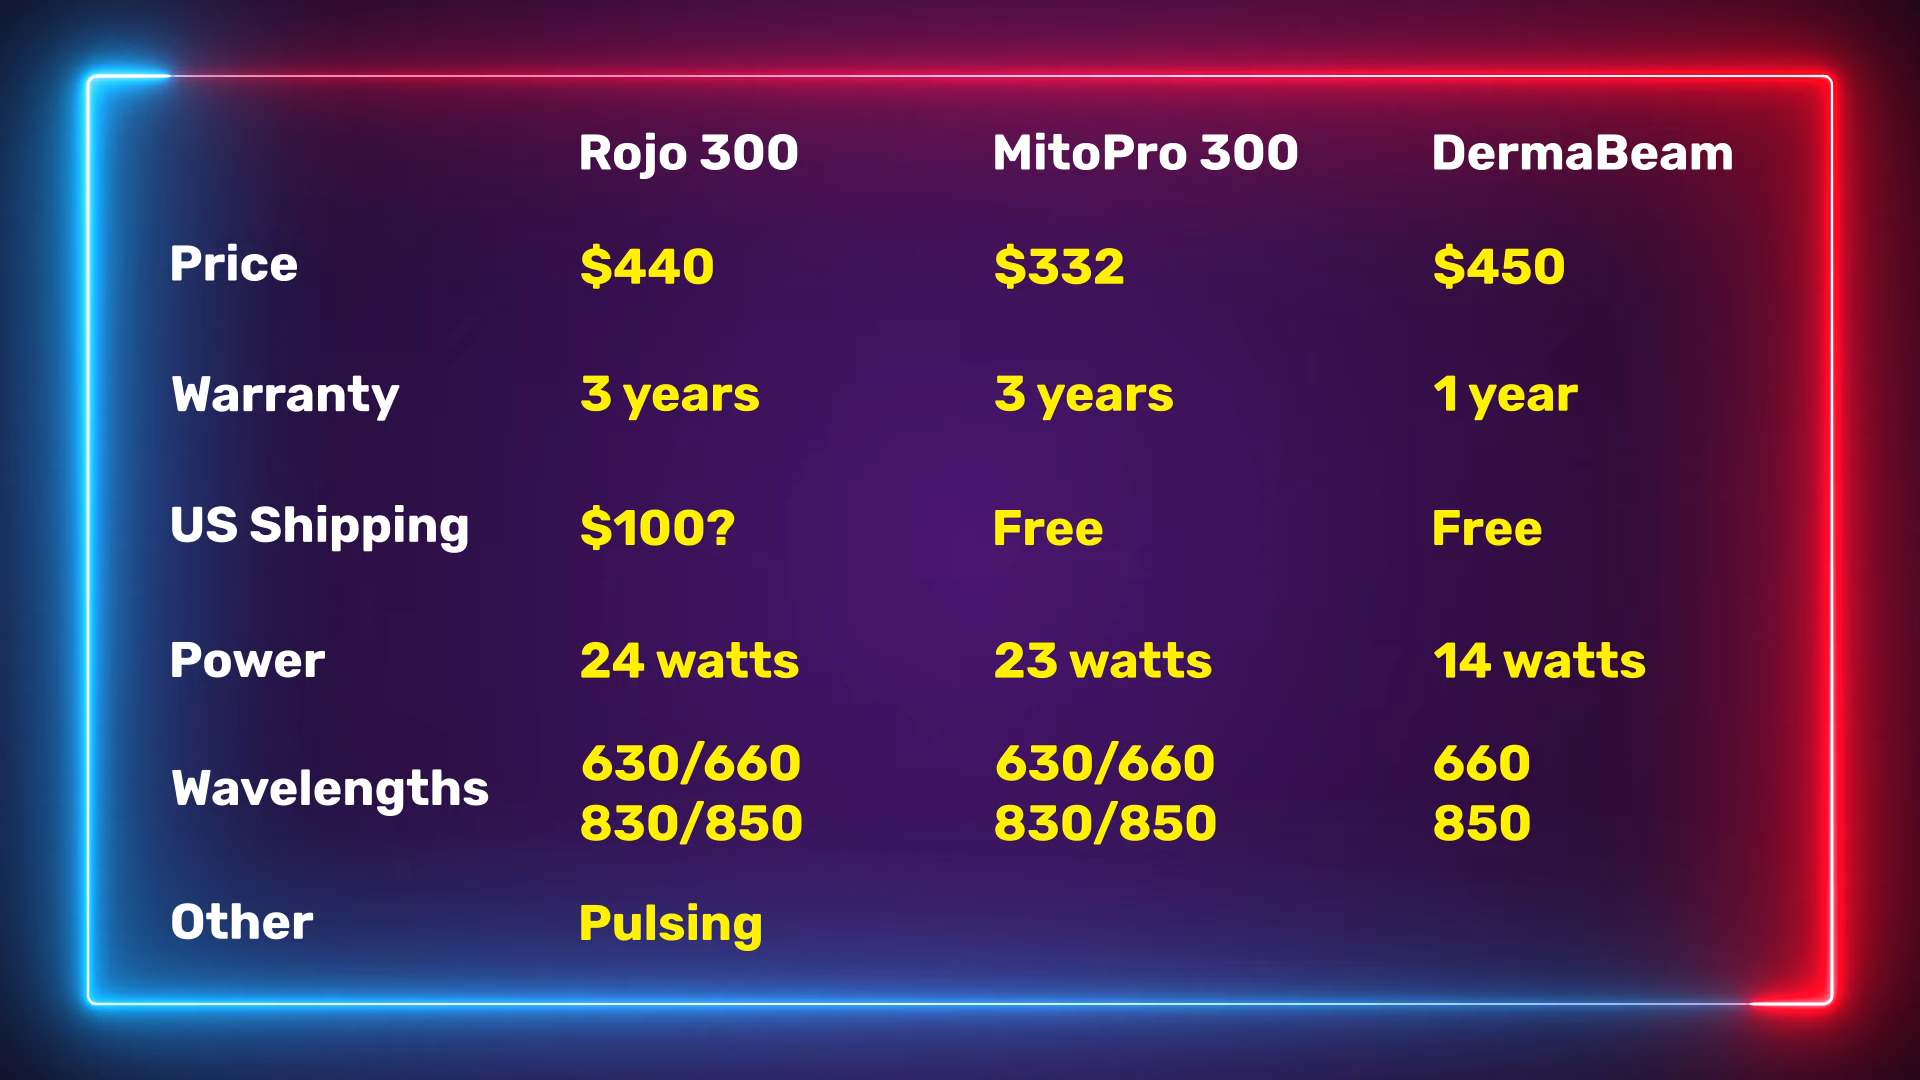 Rojo 300 MitoPro 300 DermaBeam
Price $440 $332 $450
Warranty 3 years 3 years 1 year
US Shipping $100? Free Free
Power 24 watts 23 watts 14 watts
Wavelengths 630/660 630/660 660
830/850 830/850 850
Other Pulsing